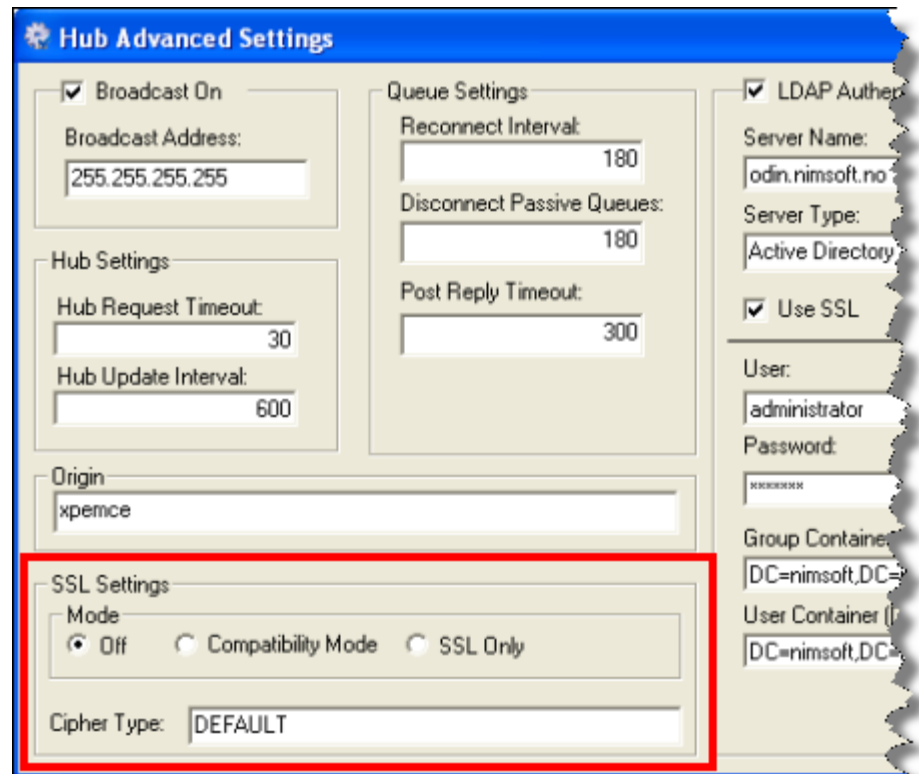 Hub Advanced Settings
Broadcast On
Broadcast Address:
255.255.255.255
Hub Settings
Hub Request Timeout:
30
Hub Update Interval:
600
Queue Settings
Reconnect Interval:
180
Disconnect Passive Queues:
180
Post Reply Timeout:
300
Origin
xpemce
SSL Settings
Mode
Off Compatibility Mode SSL Only
Cipher Type: DEFAULT
LDAP Authen
Server Name:
odin.nimsoft.no
Server Type:
Active Directory
Use SSL
User:
administrator
Password:
*******
Group Container
DC=nimsoft,DC=
User Container (
DC=nimsoft,DC=